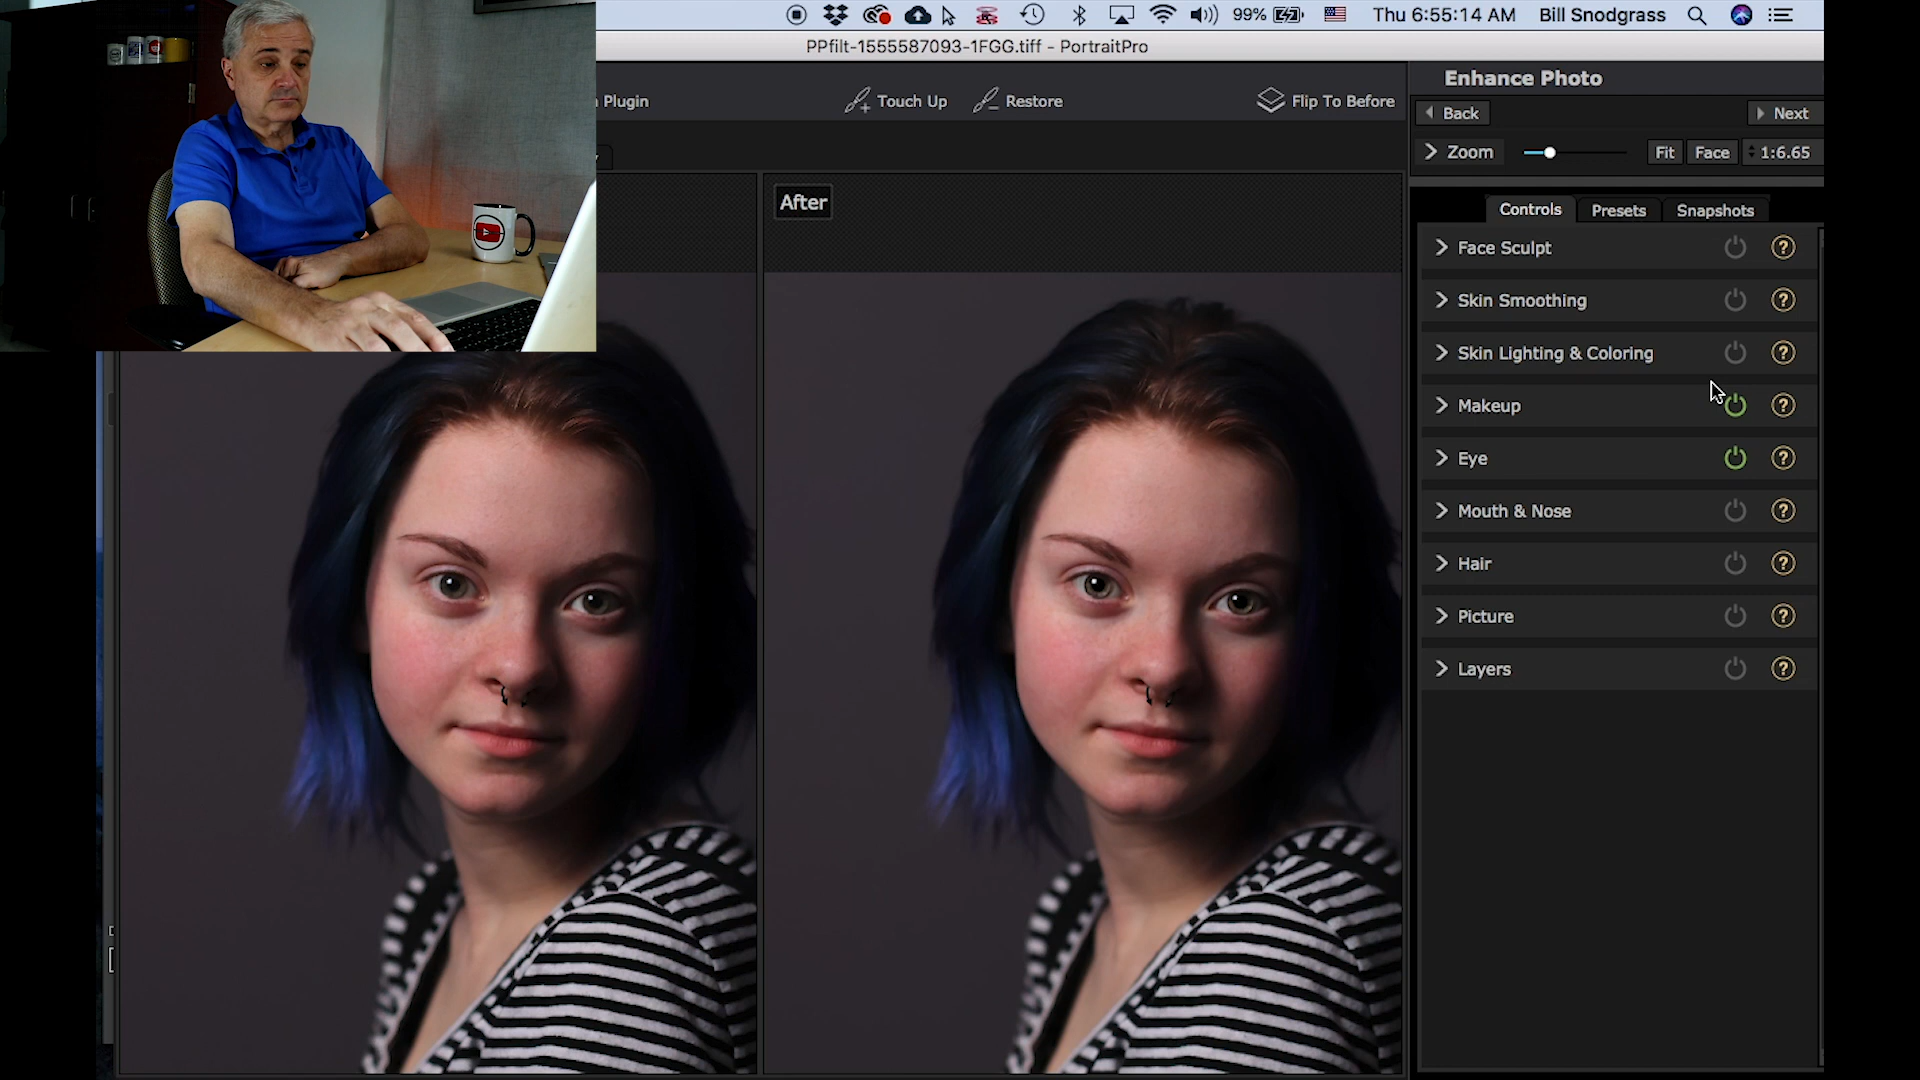 99% Thu 6:55:14 AM Bill Snodgrass
PPfilt-1555587093-1FGG.tiff - PortraitPro
Plugin Touch Up Restore Flip To Before
Enhance Photo
Back Next
Zoom Fit Face 1:6.65
After
Controls Presets Snapshots
Face Sculpt ?
Skin Smoothing ?
Skin Lighting & Coloring ?
Makeup ?
Eye ?
Mouth & Nose ?
Hair ?
Picture ?
Layers ?